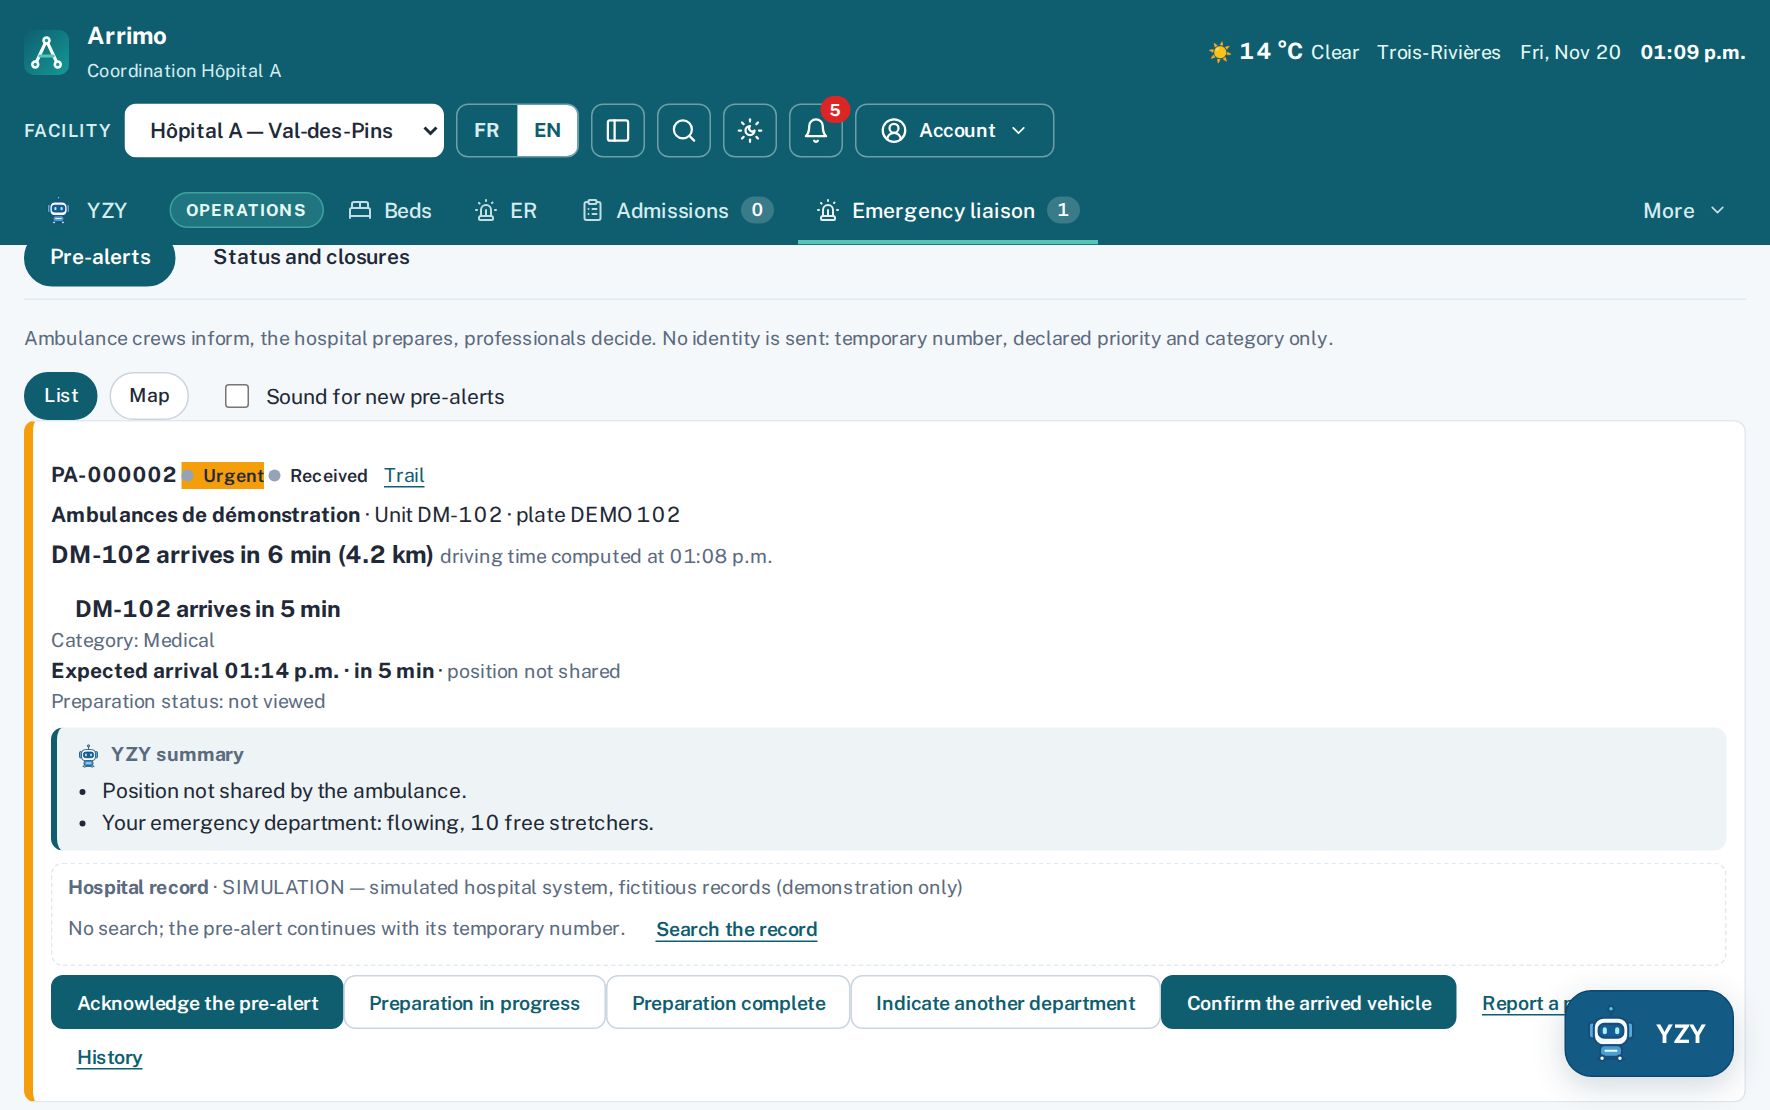 Arrimo
Coordination Hôpital A
14 °C Clear Trois-Rivières Fri, Nov 20 01:09 p.m.
FACILITY Hôpital A — Val-des-Pins FR EN 5 Account
YZY OPERATIONS Beds ER Admissions 0 Emergency liaison 1 More
Pre-alerts Status and closures
Ambulance crews inform, the hospital prepares, professionals decide. No identity is sent: temporary number, declared priority and category only.
List Map Sound for new pre-alerts
PA-000002 Urgent Received Trail
Ambulances de démonstration · Unit DM-102 · plate DEMO 102
DM-102 arrives in 6 min (4.2 km) driving time computed at 01:08 p.m.
DM-102 arrives in 5 min
Category: Medical
Expected arrival 01:14 p.m. · in 5 min · position not shared
Preparation status: not viewed
YZY summary
• Position not shared by the ambulance.
• Your emergency department: flowing, 10 free stretchers.
Hospital record · SIMULATION — simulated hospital system, fictitious records (demonstration only)
No search; the pre-alert continues with its temporary number. Search the record
Acknowledge the pre-alert Preparation in progress Preparation complete Indicate another department Confirm the arrived vehicle Report a
YZY
History